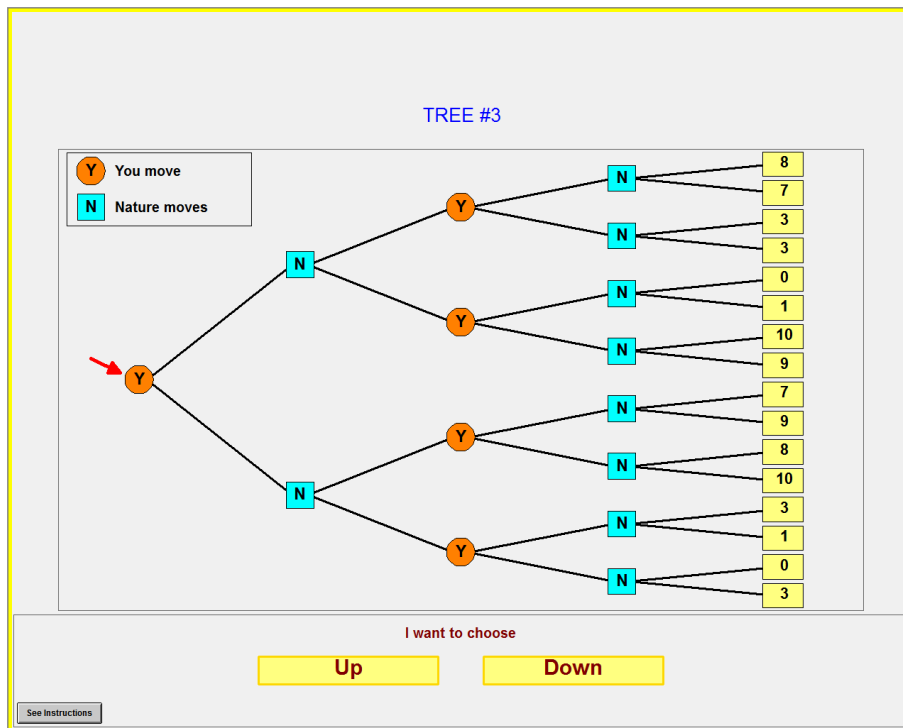 TREE #3
Y You move
N Nature moves
N
8
Y
7
N
3
N
3
N
0
Y
1
N
10
9
Y
N
7
Y
9
N
8
N
10
N
3
Y
1
N
0
3
I want to choose
Up Down
See Instructions